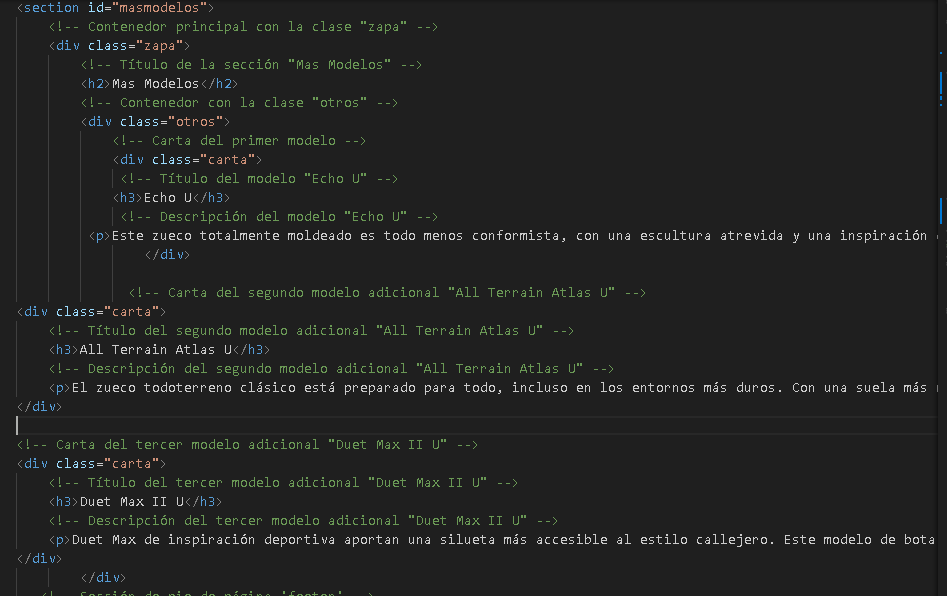 <section id="masmodelos">
<!-- Contenedor principal con la clase "zapa" -->
<div class="zapa">
<!-- Título de la sección "Mas Modelos" -->
<h2>Mas Modelos</h2>
<!-- Contenedor con la clase "otros" -->
<div class="otros">
<!-- Carta del primer modelo -->
<div class="carta">
<!-- Título del modelo "Echo U" -->
<h3>Echo U</h3>
<!-- Descripción del modelo "Echo U" -->
<p>Este zueco totalmente moldeado es todo menos conformista, con una escultura atrevida y una inspiración
</div>
<!-- Carta del segundo modelo adicional "All Terrain Atlas U" -->
<div class="carta">
<!-- Título del segundo modelo adicional "All Terrain Atlas U" -->
<h3>All Terrain Atlas U</h3>
<!-- Descripción del segundo modelo adicional "All Terrain Atlas U" -->
<p>El zueco todoterreno clásico está preparado para todo, incluso en los entornos más duros. Con una suela más
</div>
<!-- Carta del tercer modelo adicional "Duet Max II U" -->
<div class="carta">
<!-- Título del tercer modelo adicional "Duet Max II U" -->
<h3>Duet Max II U</h3>
<!-- Descripción del tercer modelo adicional "Duet Max II U" -->
<p>Duet Max de inspiración deportiva aportan una silueta más accesible al estilo callejero. Este modelo de bota
</div>
</div>
<!-- Sección de pie de página 'footer' -->